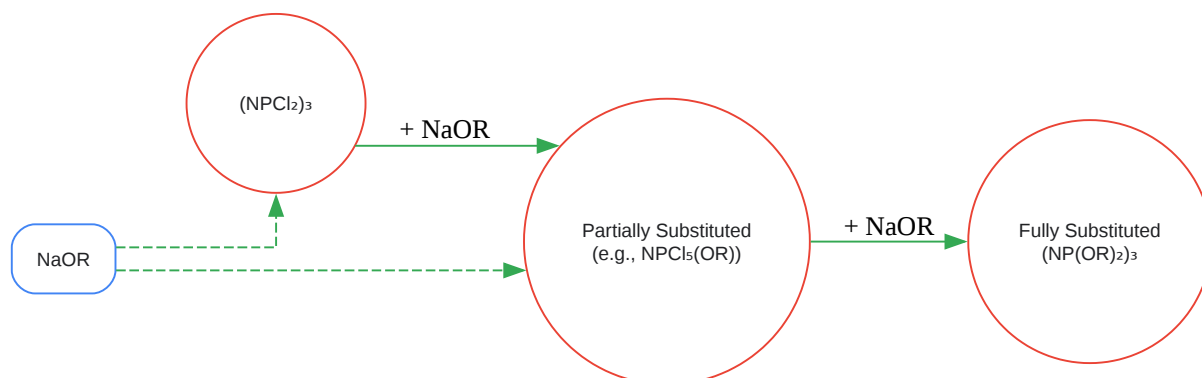 (NPCl₂)₃
+ NaOR
NaOR
Partially Substituted
(e.g., NPCl₅(OR))
+ NaOR
Fully Substituted
(NP(OR)₂)₃